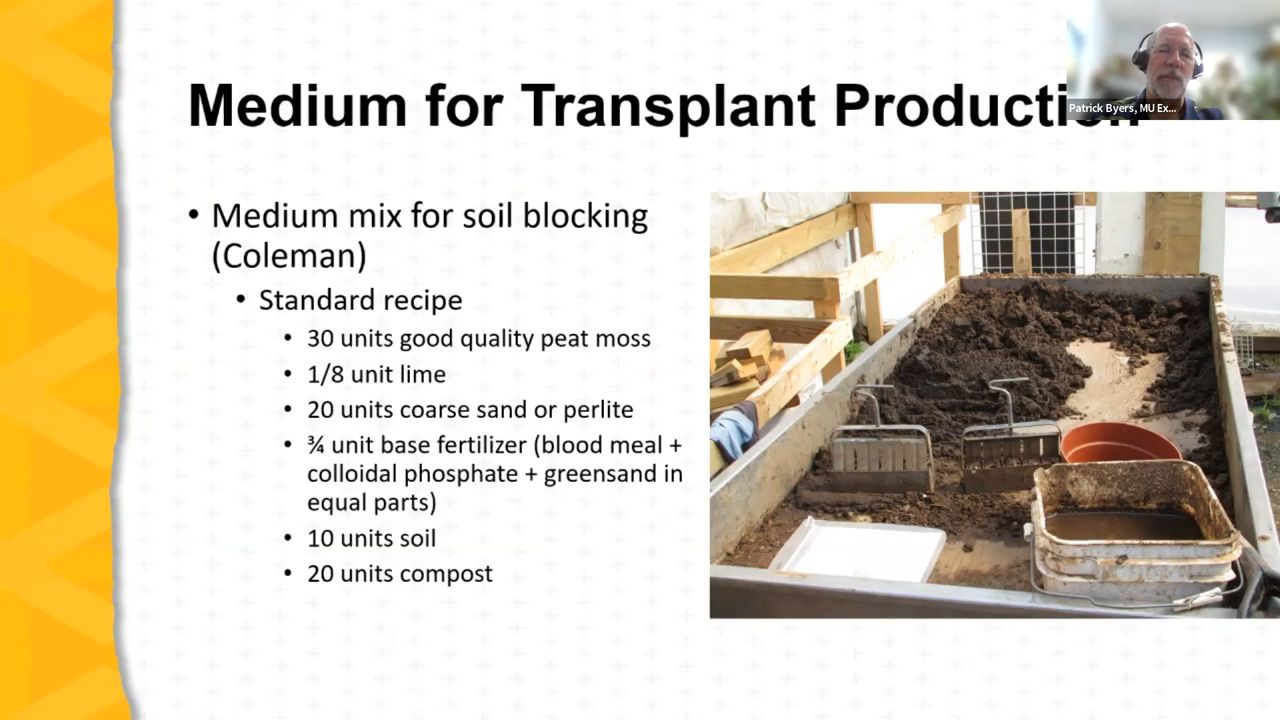 Medium for Transplant Production
Patrick Byers, MU Ex...
• Medium mix for soil blocking
(Coleman)
• Standard recipe
• 30 units good quality peat moss
• 1/8 unit lime
• 20 units coarse sand or perlite
• ¾ unit base fertilizer (blood meal +
colloidal phosphate + greensand in
equal parts)
• 10 units soil
• 20 units compost